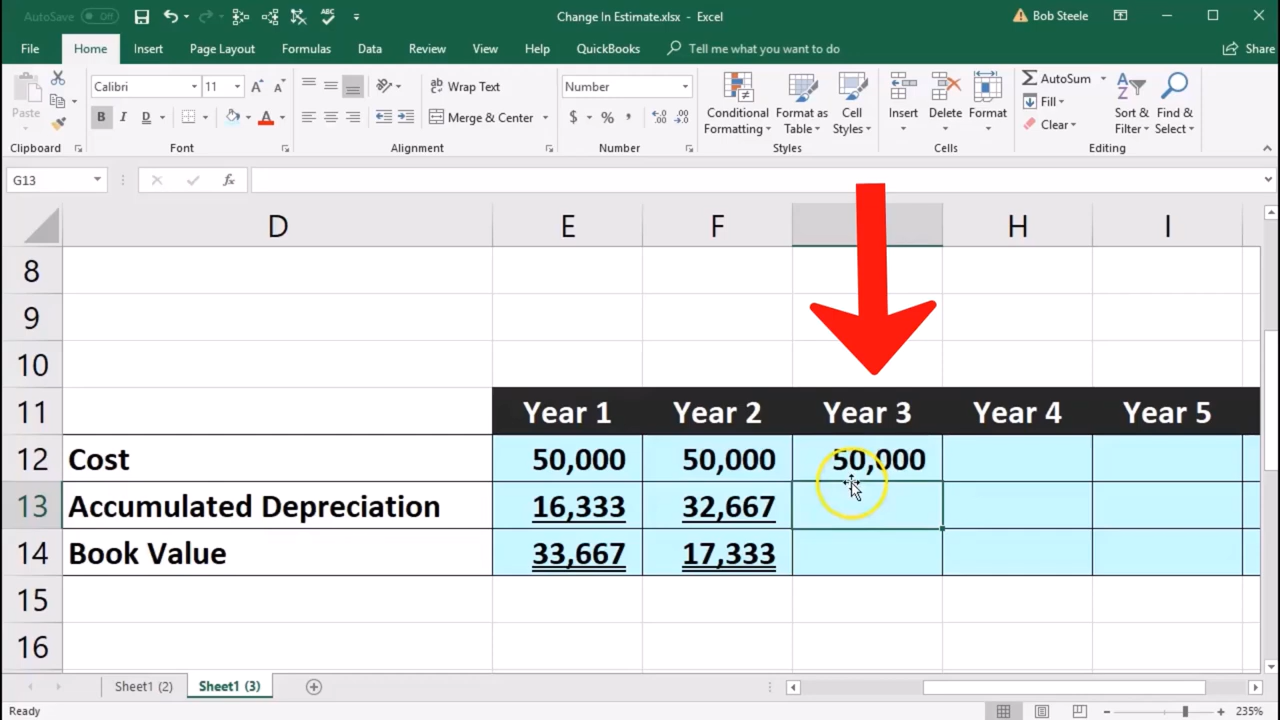 AutoSave Off
Change In Estimate.xlsx - Excel
Bob Steele
File Home Insert Page Layout Formulas Data Review View Help QuickBooks Tell me what you want to do Share
Calibri 11 Wrap Text Number Conditional Format as Cell Insert Delete Format AutoSum Sort & Find &
Paste Formatting Table Styles Fill Filter Select
B I D Merge & Center $ % , Clear
Clipboard Font Alignment Number Styles Cells Editing
G13 fx
D E F H I
8
9
10
11 Year 1 Year 2 Year 3 Year 4 Year 5
12 Cost 50,000 50,000 50,000
13 Accumulated Depreciation 16,333 32,667
14 Book Value 33,667 17,333
15
16
Sheet1 (2) Sheet1 (3)
Ready 235%